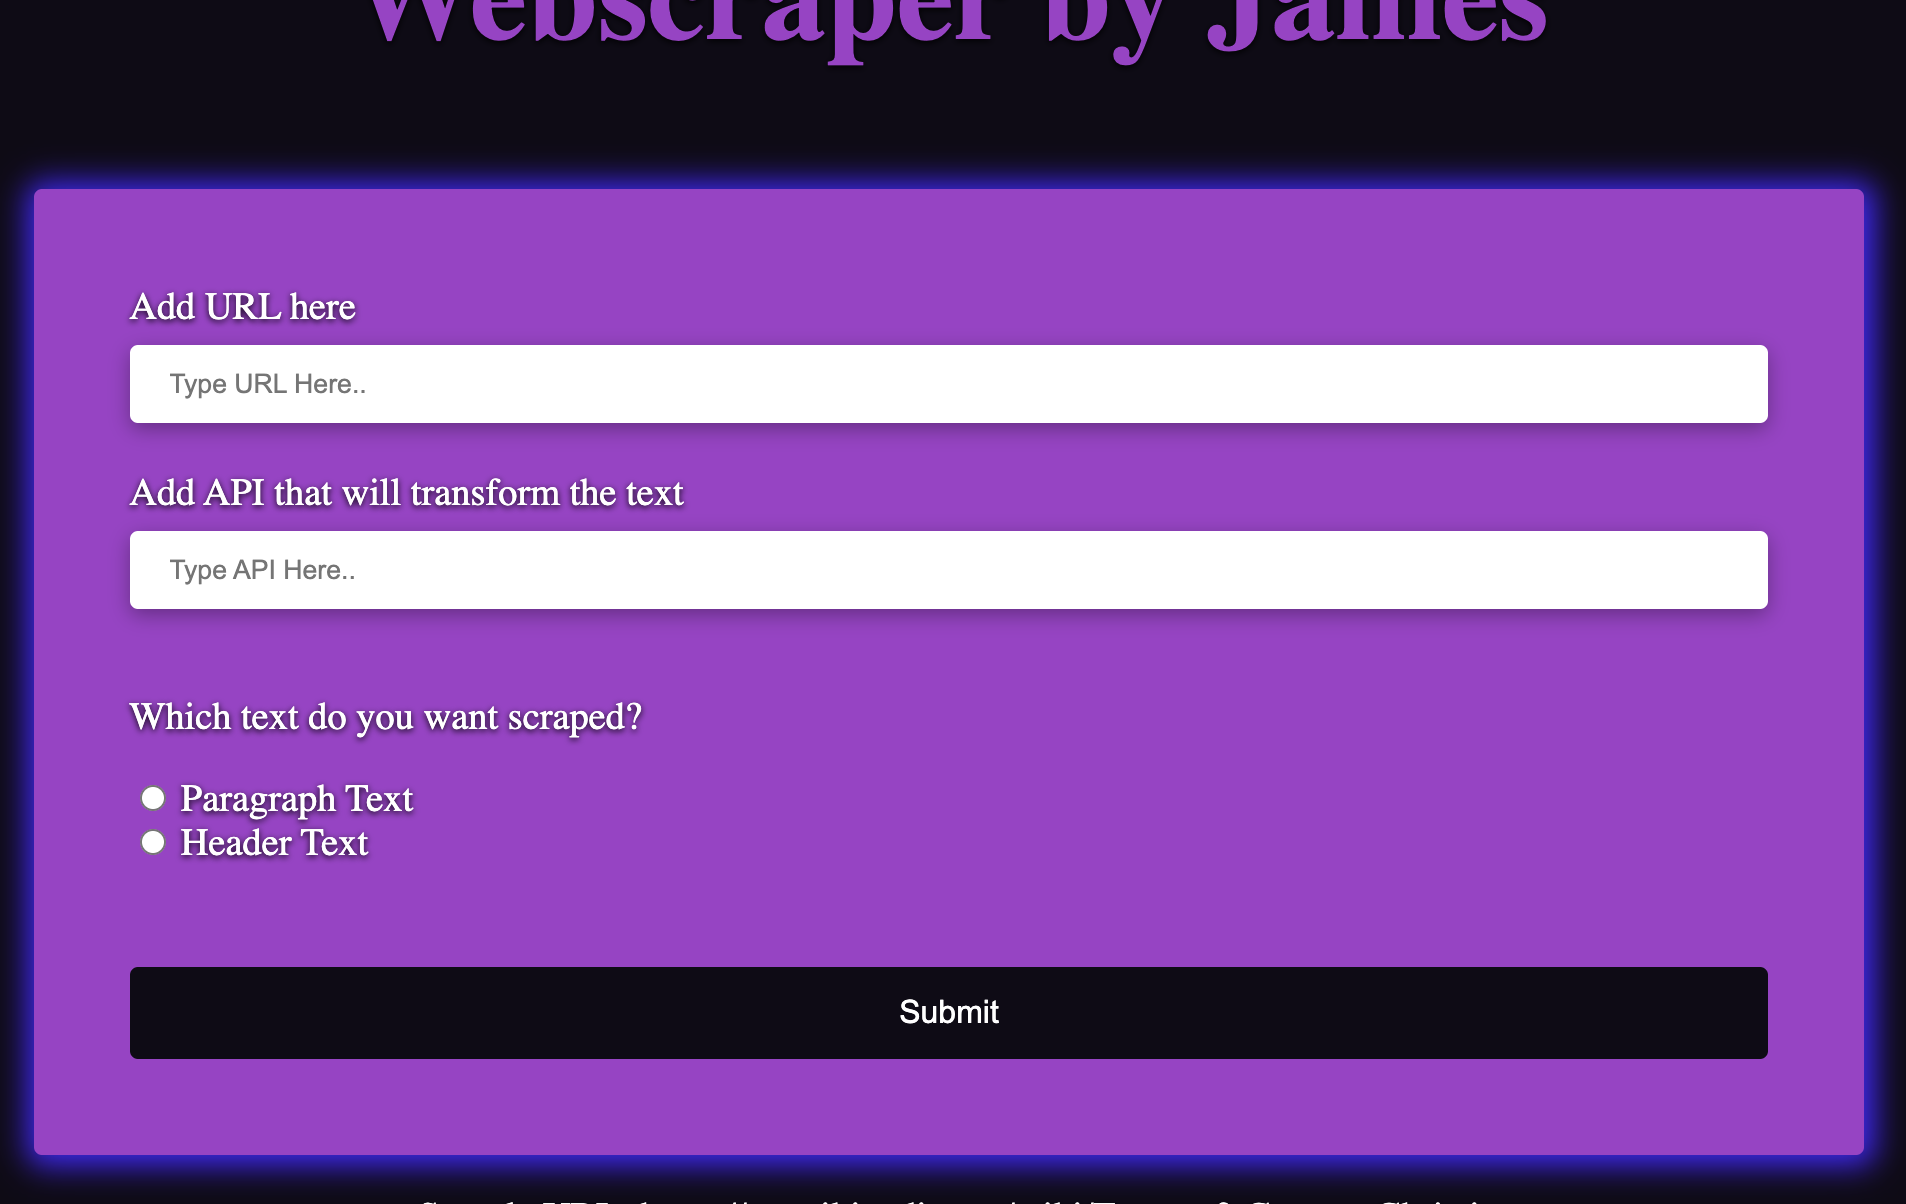 Webscraper by James
Add URL here
Type URL Here..
Add API that will transform the text
Type API Here..
Which text do you want scraped?
Paragraph Text
Header Text
Submit